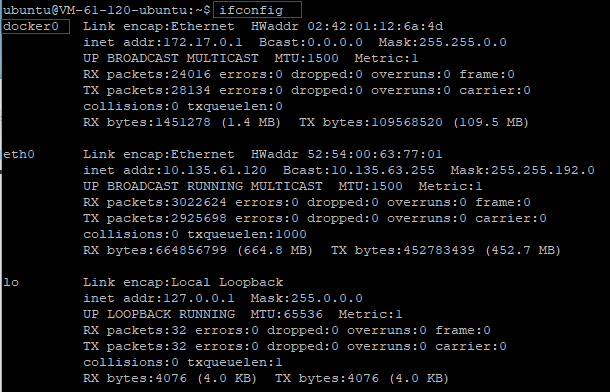 ubuntu@VM-61-120-ubuntu:~$ ifconfig
docker0   Link encap:Ethernet  HWaddr 02:42:01:12:6a:4d
          inet addr:172.17.0.1  Bcast:0.0.0.0  Mask:255.255.0.0
          UP BROADCAST MULTICAST  MTU:1500  Metric:1
          RX packets:24016 errors:0 dropped:0 overruns:0 frame:0
          TX packets:28134 errors:0 dropped:0 overruns:0 carrier:0
          collisions:0 txqueuelen:0
          RX bytes:1451278 (1.4 MB)  TX bytes:109568520 (109.5 MB)

eth0      Link encap:Ethernet  HWaddr 52:54:00:63:77:01
          inet addr:10.135.61.120  Bcast:10.135.63.255  Mask:255.255.192.0
          UP BROADCAST RUNNING MULTICAST  MTU:1500  Metric:1
          RX packets:3022624 errors:0 dropped:0 overruns:0 frame:0
          TX packets:2925698 errors:0 dropped:0 overruns:0 carrier:0
          collisions:0 txqueuelen:1000
          RX bytes:664856799 (664.8 MB)  TX bytes:452783439 (452.7 MB)

lo        Link encap:Local Loopback
          inet addr:127.0.0.1  Mask:255.0.0.0
          UP LOOPBACK RUNNING  MTU:65536  Metric:1
          RX packets:32 errors:0 dropped:0 overruns:0 frame:0
          TX packets:32 errors:0 dropped:0 overruns:0 carrier:0
          collisions:0 txqueuelen:1
          RX bytes:4076 (4.0 KB)  TX bytes:4076 (4.0 KB)